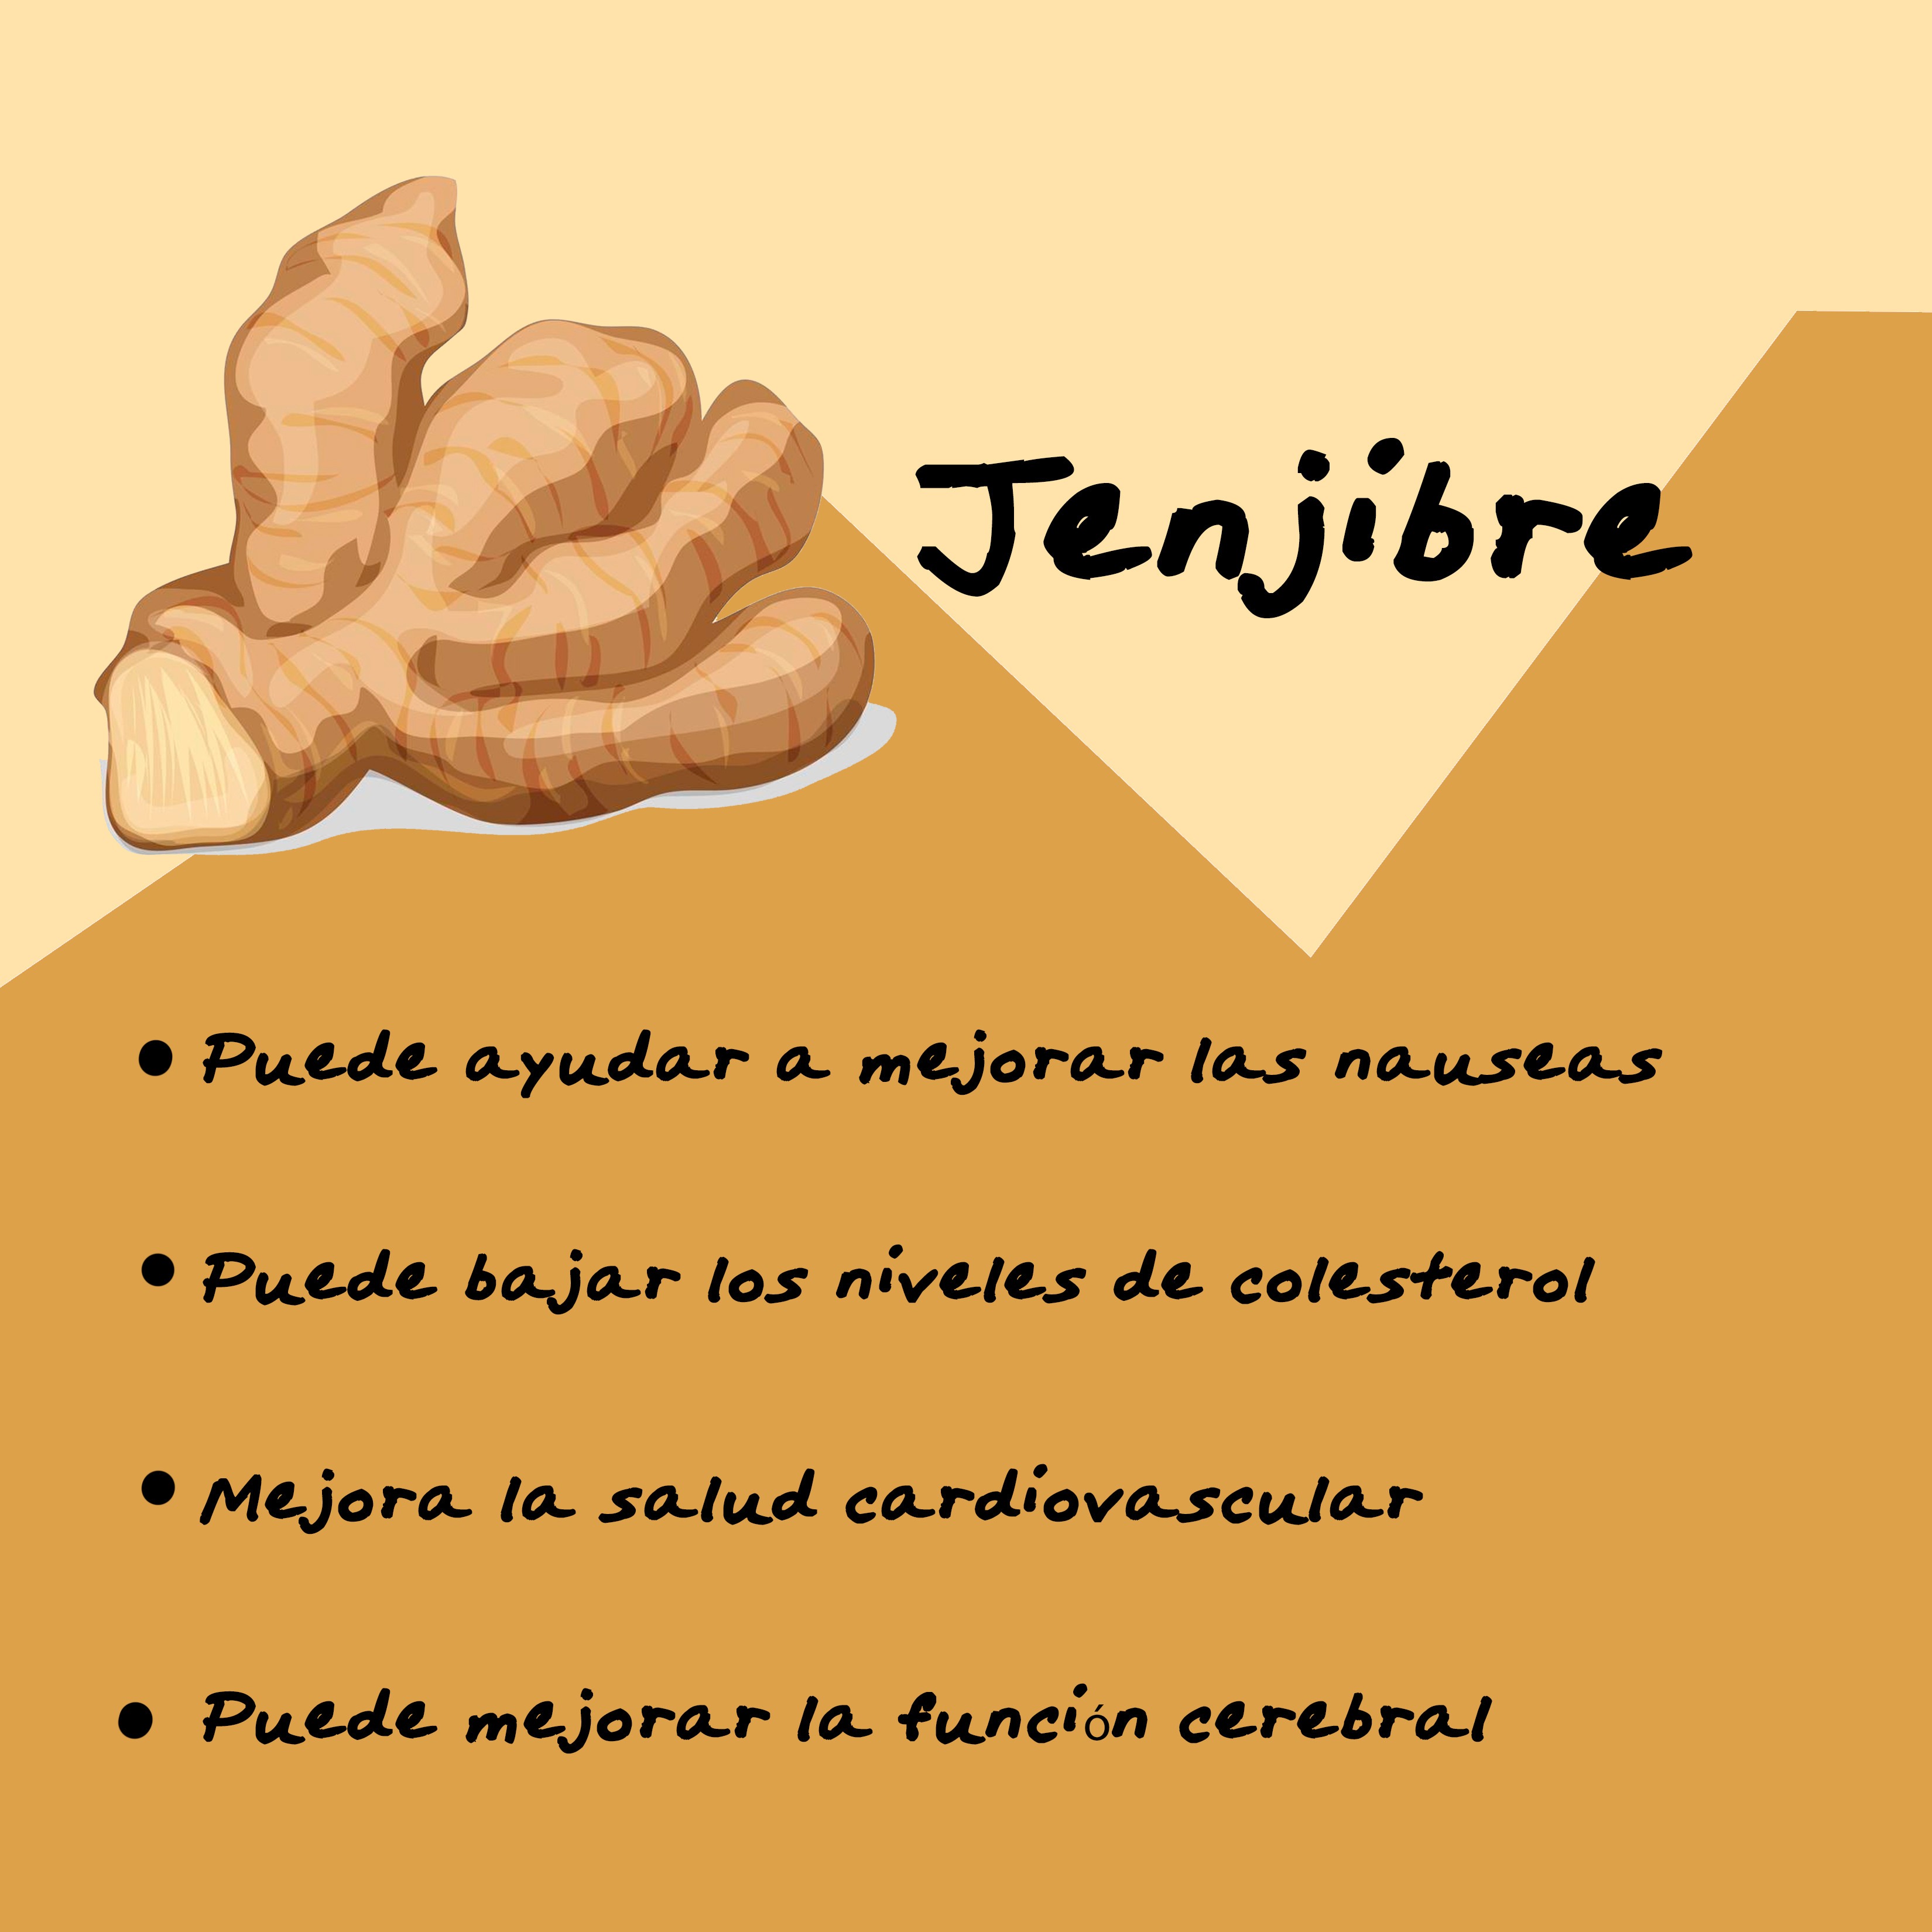 Jenjibre
• Puede ayudar a mejorar las nauseas
• Puede bajar los niveles de colesterol
• Mejora la salud cardiovascular
• Puede mejorar la función cerebral